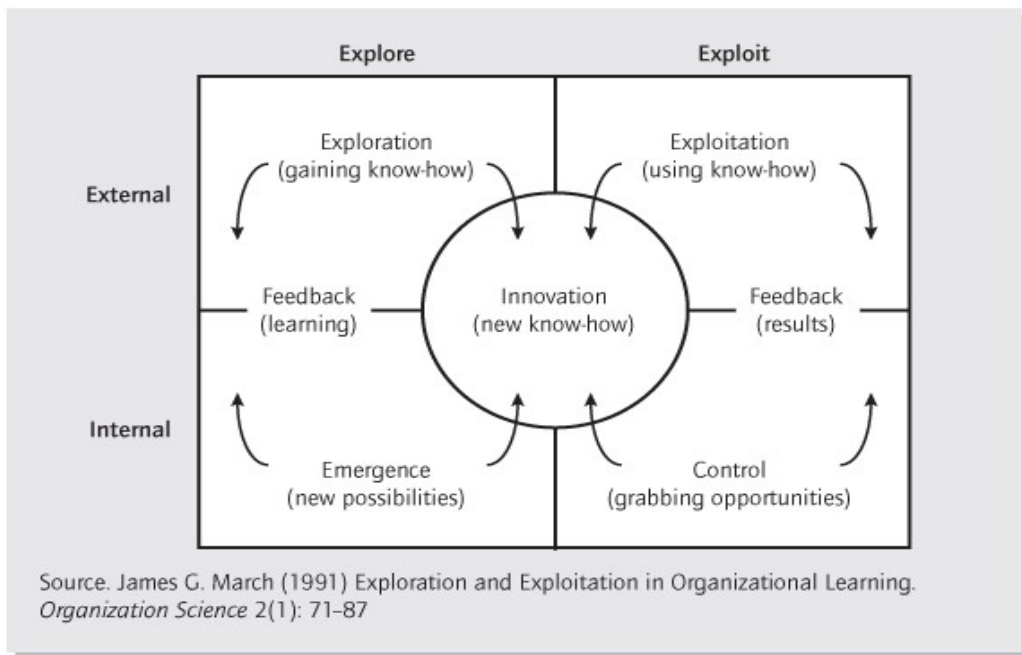 Explore
Exploit
External
Exploration
(gaining know-how)
Exploitation
(using know-how)
Feedback
(learning)
Innovation
(new know-how)
Feedback
(results)
Internal
Emergence
(new possibilities)
Control
(grabbing opportunities)
Source. James G. March (1991) Exploration and Exploitation in Organizational Learning.
Organization Science 2(1): 71–87